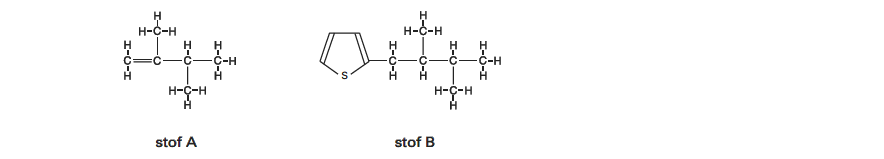 H H
H-C-H H-C-H
H H H H H H
C=C-C-C-H C-C-C-C-H
H H S H H H
H-C-H H-C-H
H H
stof A stof B